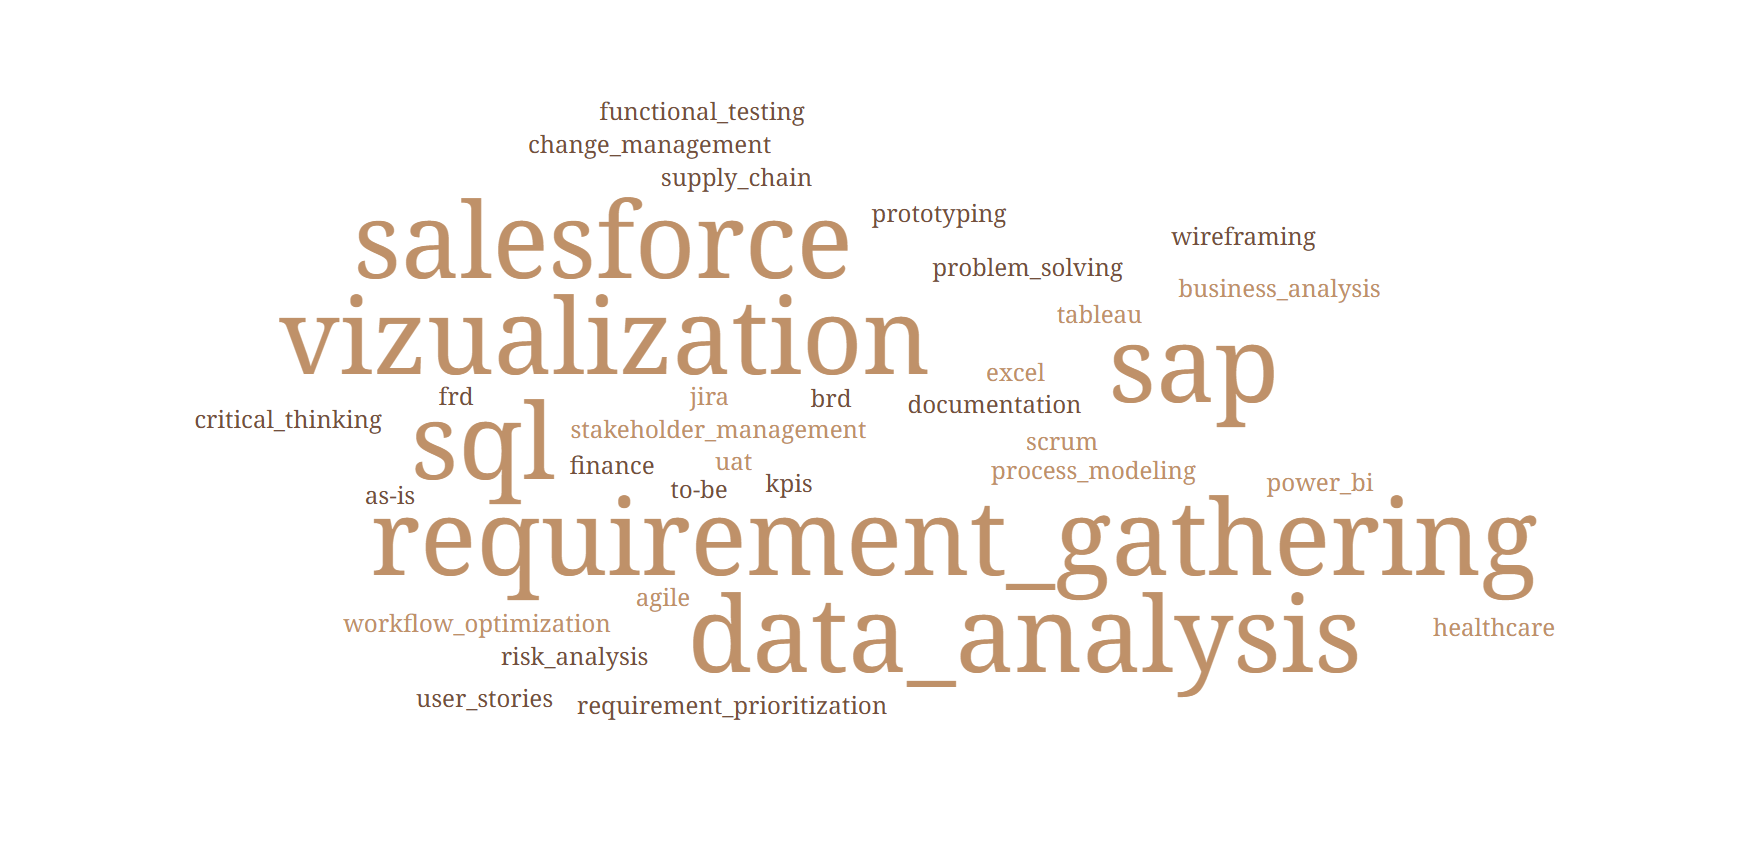 functional_testing
change_management
supply_chain
salesforce
prototyping
wireframing
problem_solving
business_analysis
tableau
vizualization
sap
excel
frd
jira
brd
documentation
critical_thinking
sql
stakeholder_management
scrum
finance
uat
process_modeling
as-is
to-be
kpis
power_bi
requirement_gathering
agile
data_analysis
workflow_optimization
healthcare
risk_analysis
user_stories
requirement_prioritization